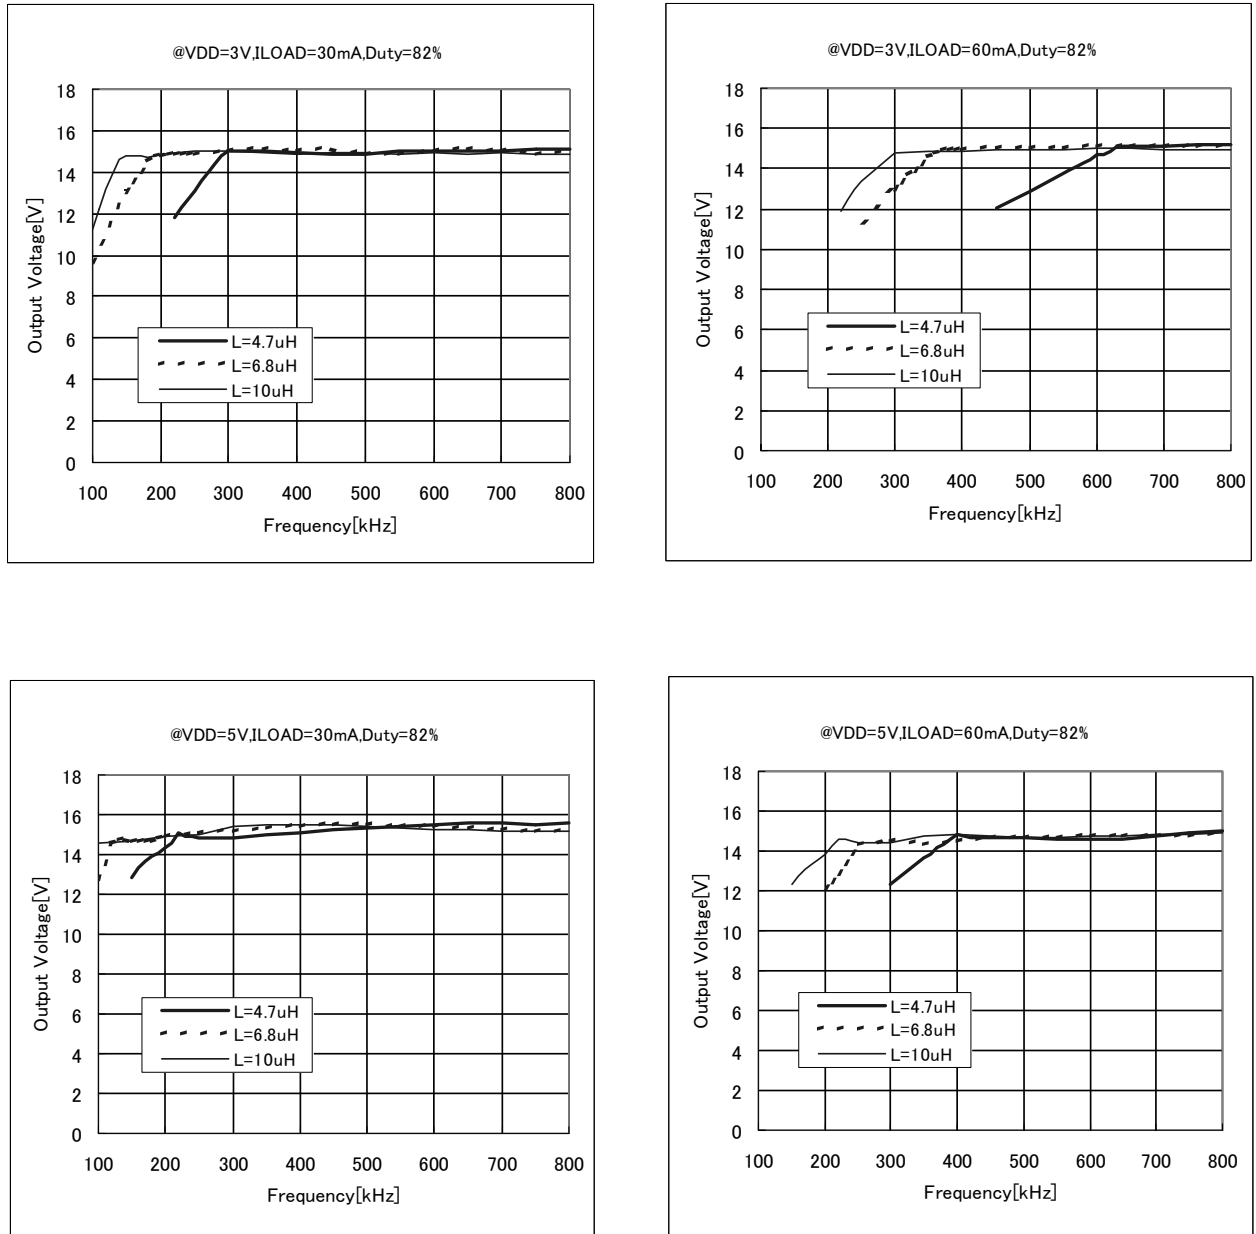 @VDD=3V,ILOAD=30mA,Duty=82%
18
16
14
12
10
8
6
4
2
0
Output Voltage[V]
L=4.7uH
L=6.8uH
L=10uH
100 200 300 400 500 600 700 800
Frequency[kHz]
@VDD=3V,ILOAD=60mA,Duty=82%
18
16
14
12
10
8
6
4
2
0
Output Voltage[V]
L=4.7uH
L=6.8uH
L=10uH
100 200 300 400 500 600 700 800
Frequency[kHz]
@VDD=5V,ILOAD=30mA,Duty=82%
18
16
14
12
10
8
6
4
2
0
Output Voltage[V]
L=4.7uH
L=6.8uH
L=10uH
100 200 300 400 500 600 700 800
Frequency[kHz]
@VDD=5V,ILOAD=60mA,Duty=82%
18
16
14
12
10
8
6
4
2
0
Output Voltage[V]
L=4.7uH
L=6.8uH
L=10uH
100 200 300 400 500 600 700 800
Frequency[kHz]